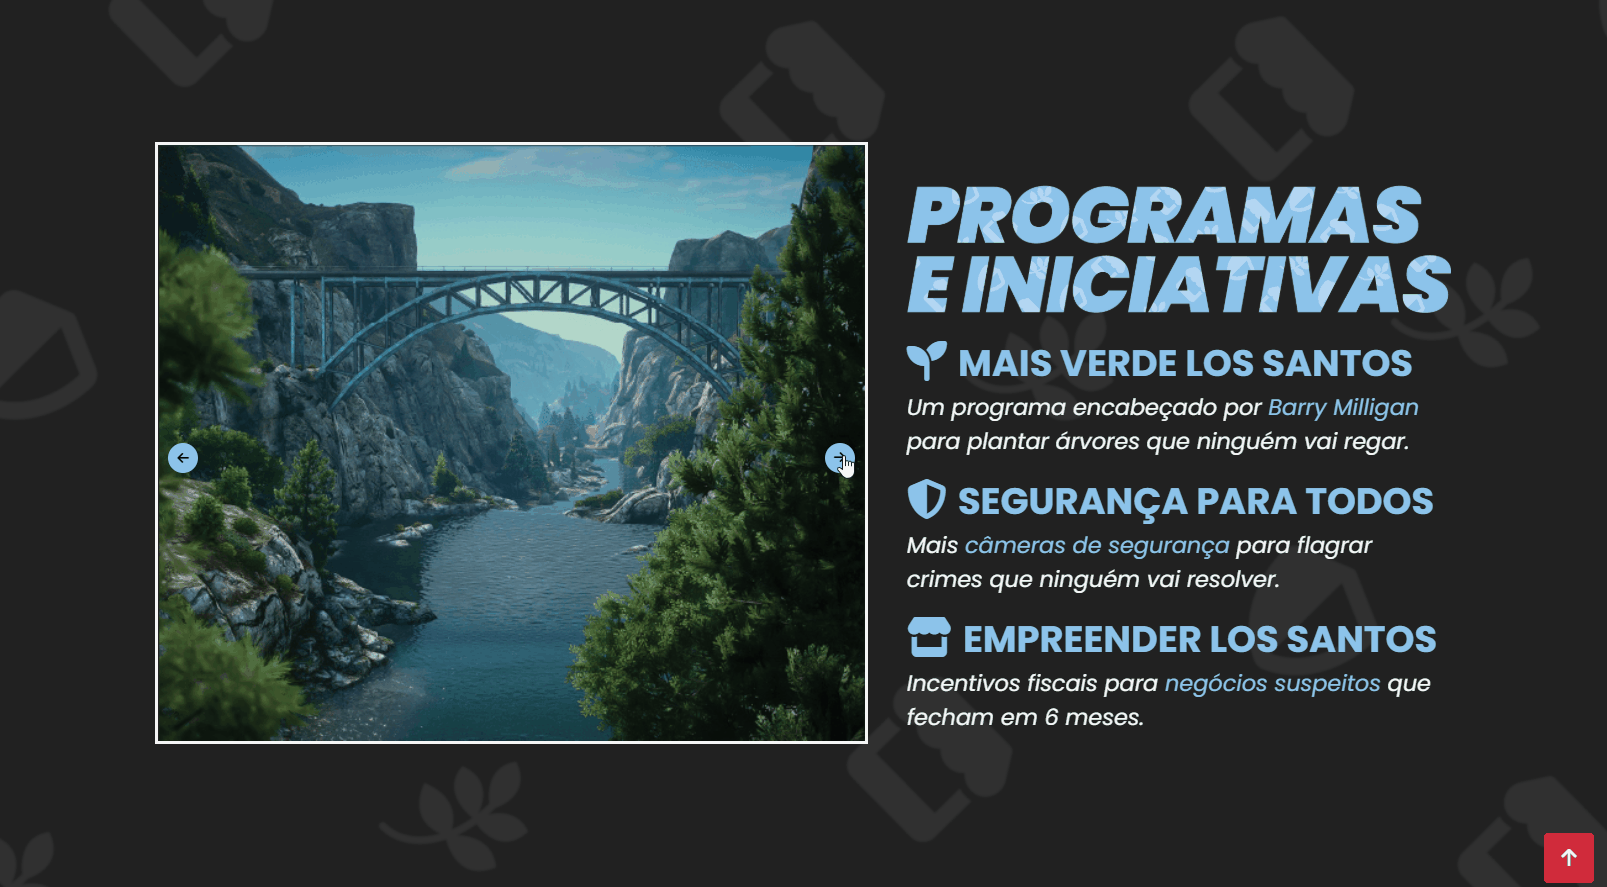 PROGRAMAS
E INICIATIVAS
MAIS VERDE LOS SANTOS
Um programa encabeçado por Barry Milligan
para plantar árvores que ninguém vai regar.
SEGURANÇA PARA TODOS
Mais câmeras de segurança para flagrar
crimes que ninguém vai resolver.
EMPREENDER LOS SANTOS
Incentivos fiscais para negócios suspeitos que
fecham em 6 meses.